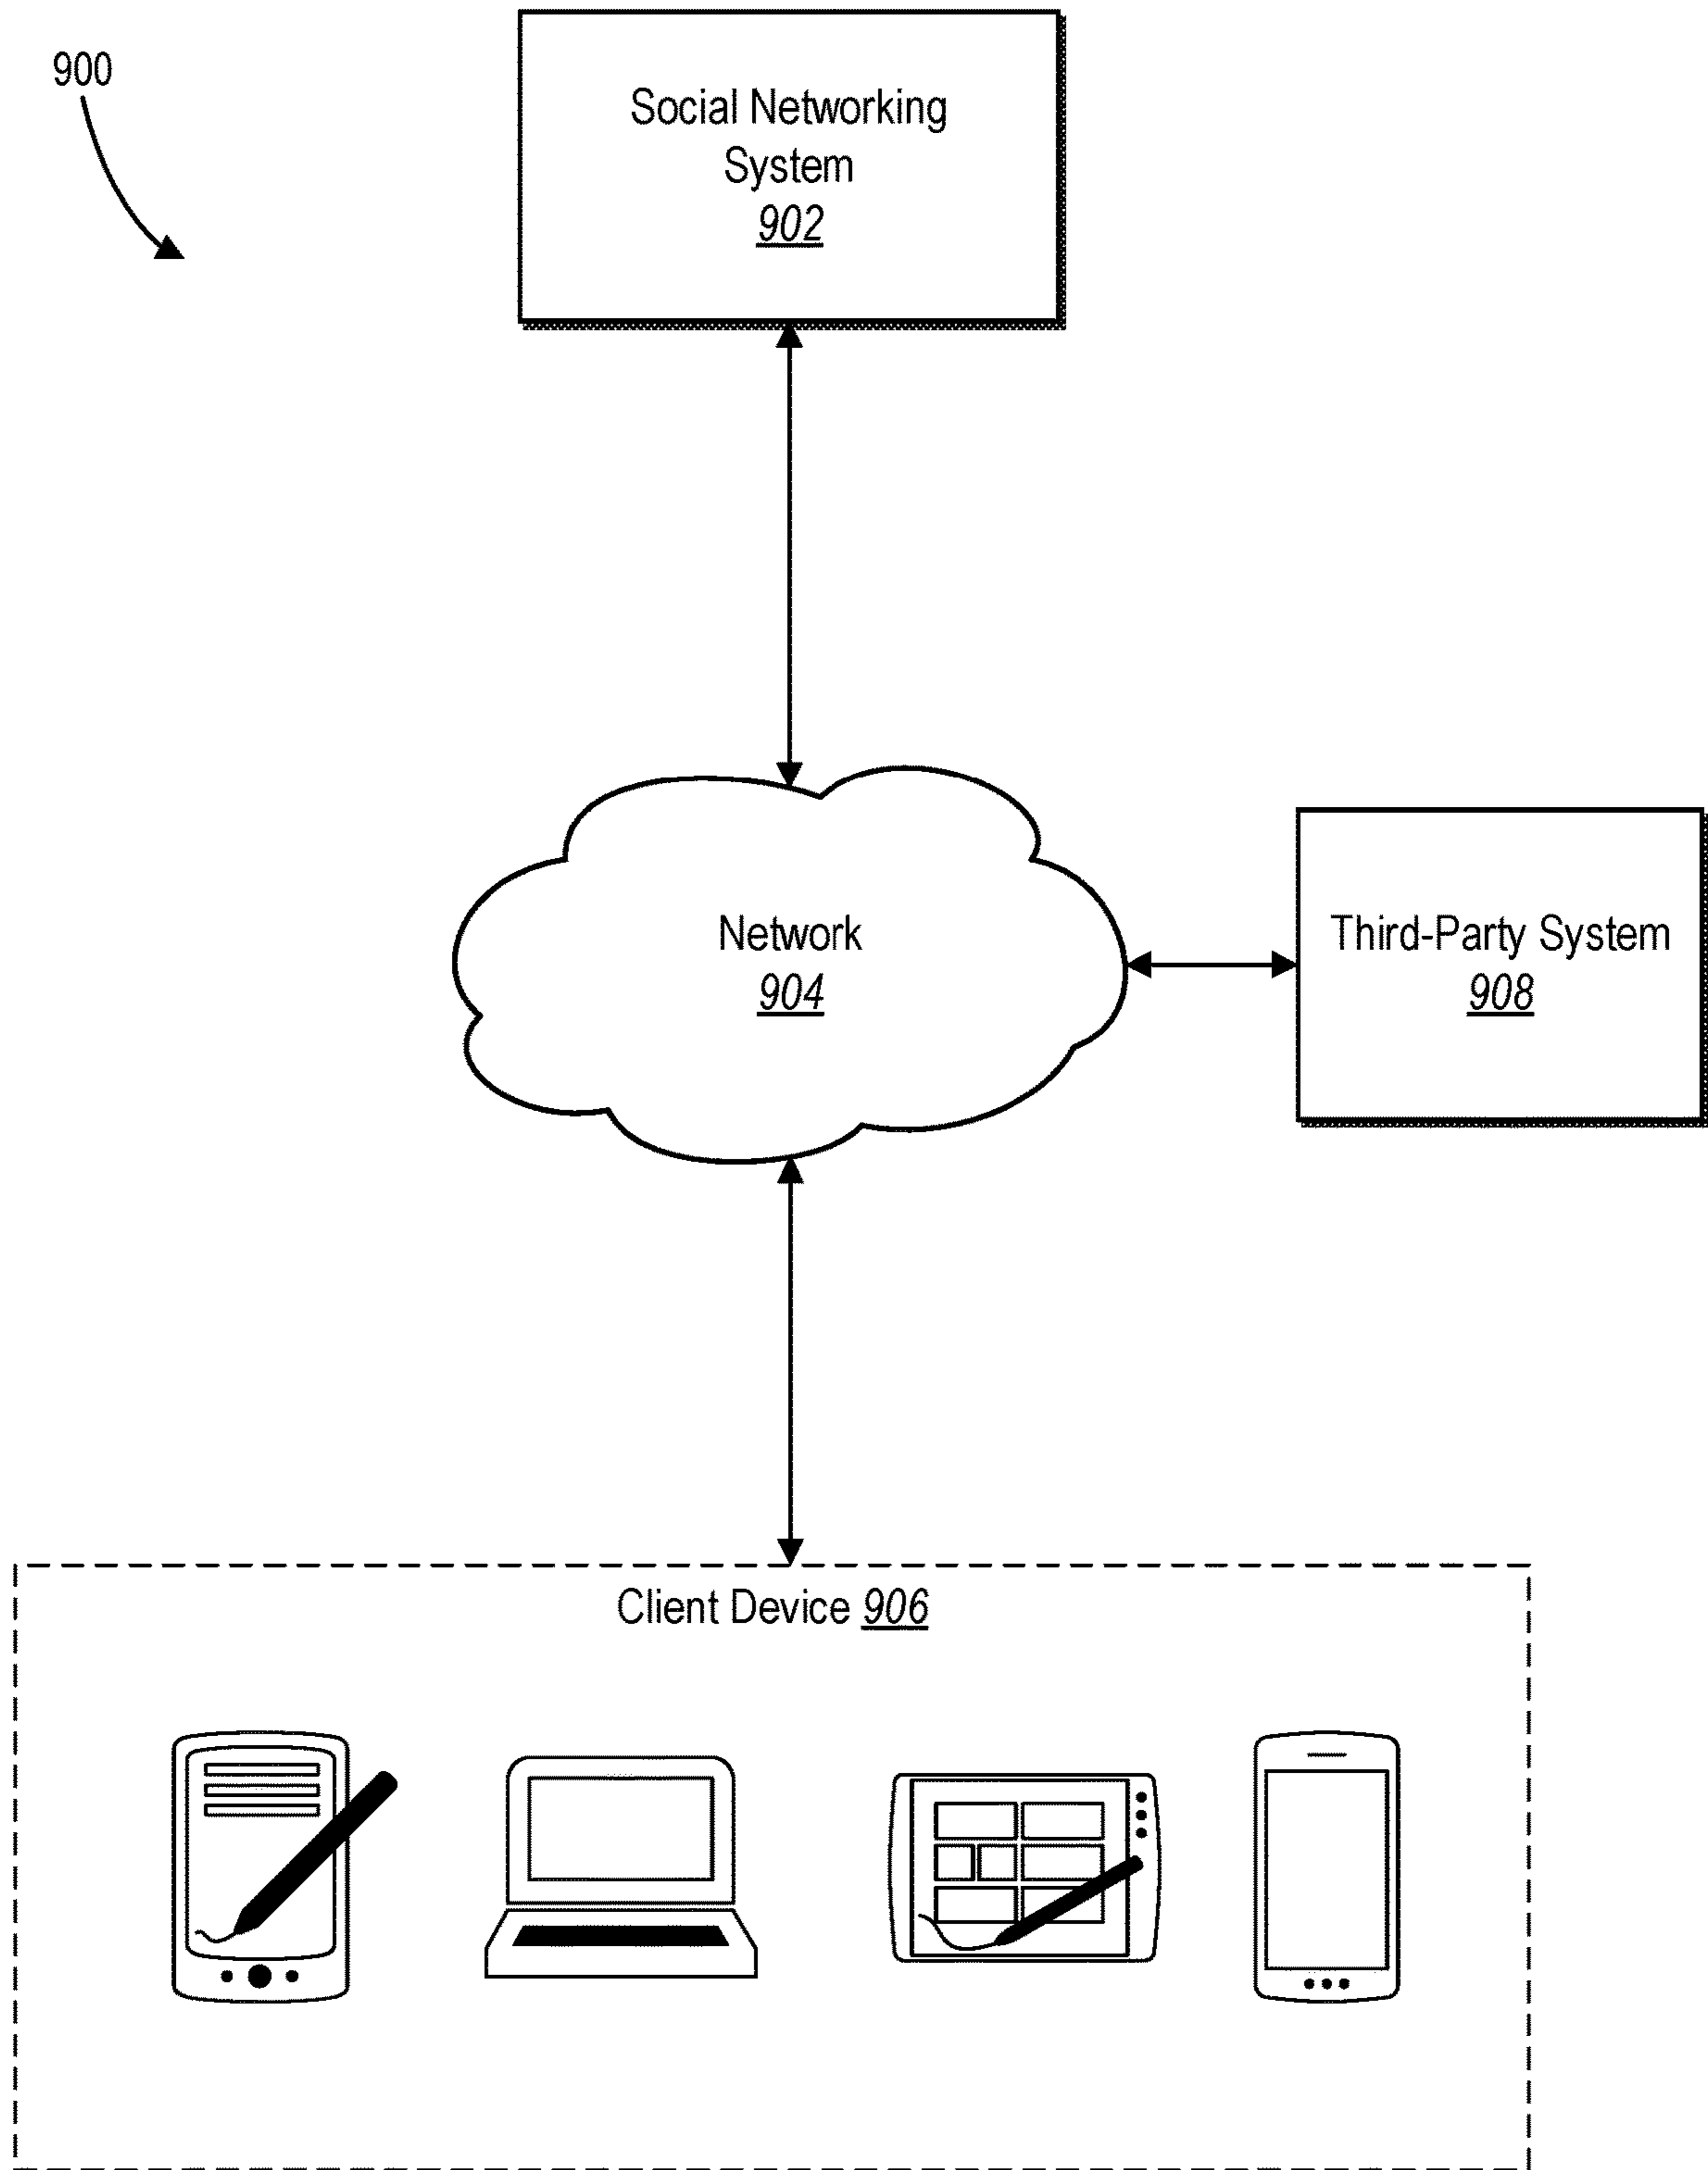 900
Social Networking
System
902
Network
904
Third-Party System
908
Client Device 906